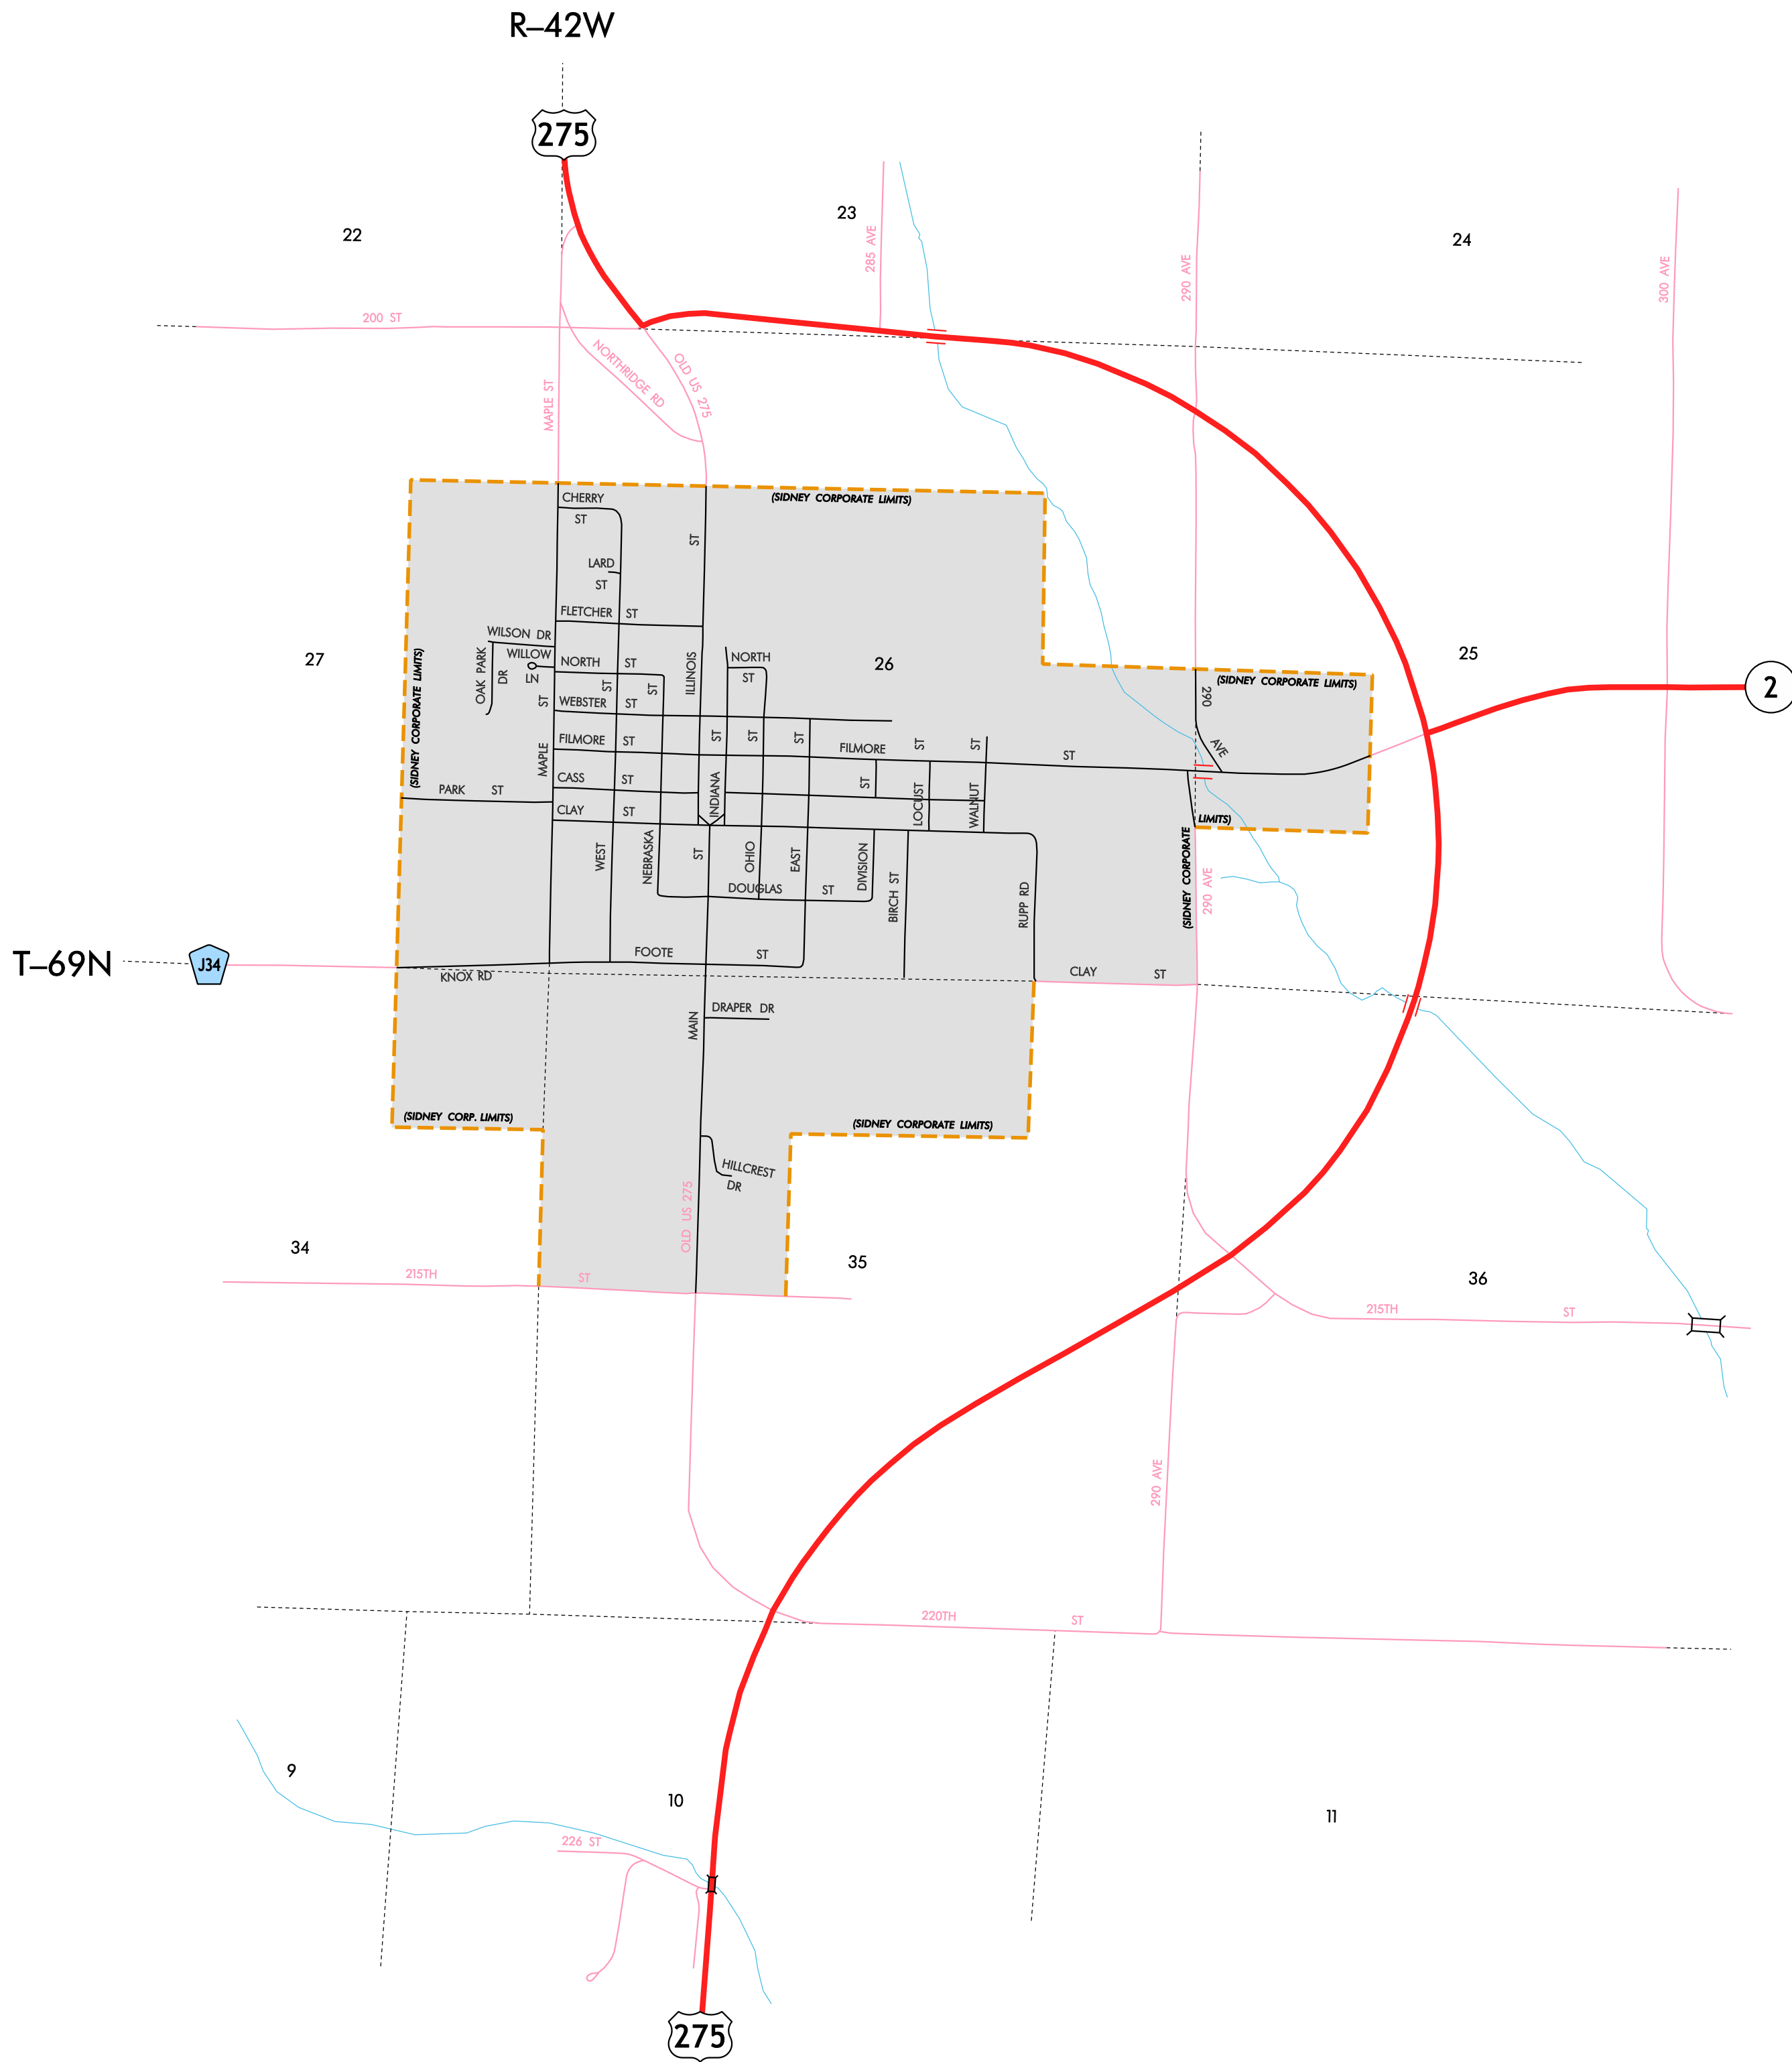 R–42W
275
23
22
24
285 AVE
290 AVE
300 AVE
200 ST
NORTHRIDGE RD
OLD US 275
MAPLE ST
CHERRY
ST
(SIDNEY CORPORATE LIMITS)
ST
LARD
ST
FLETCHER ST
WILSON DR
WILLOW
LN
OAK PARK
DR
27
(SIDNEY CORPORATE LIMITS)
NORTH ST
NORTH
ST
26
25
ILLINOIS
ST
ST
ST
WEBSTER ST
(SIDNEY CORPORATE LIMITS)
290
AVE
2
FILMORE ST
ST
ST
ST
FILMORE
ST
ST
ST
MAPLE
CASS ST
INDIANA
ST
LOCUST
WALNUT
PARK ST
CLAY ST
LIMITS)
(SIDNEY CORPORATE
WEST
NEBRASKA
ST
OHIO
EAST
DIVISION
BIRCH ST
RUPP RD
290 AVE
DOUGLAS ST
T–69N
J34
FOOTE ST
KNOX RD
CLAY ST
DRAPER DR
MAIN
(SIDNEY CORP. LIMITS)
(SIDNEY CORPORATE LIMITS)
HILLCREST
DR
OLD US 275
34
35
36
215TH ST
215TH ST
290 AVE
220TH ST
9
10
11
226 ST
275